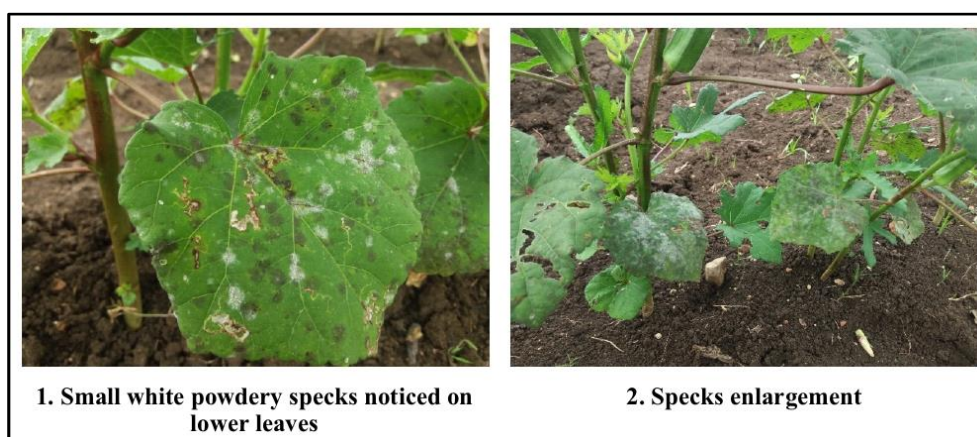 1. Small white powdery specks noticed on
lower leaves
2. Specks enlargement